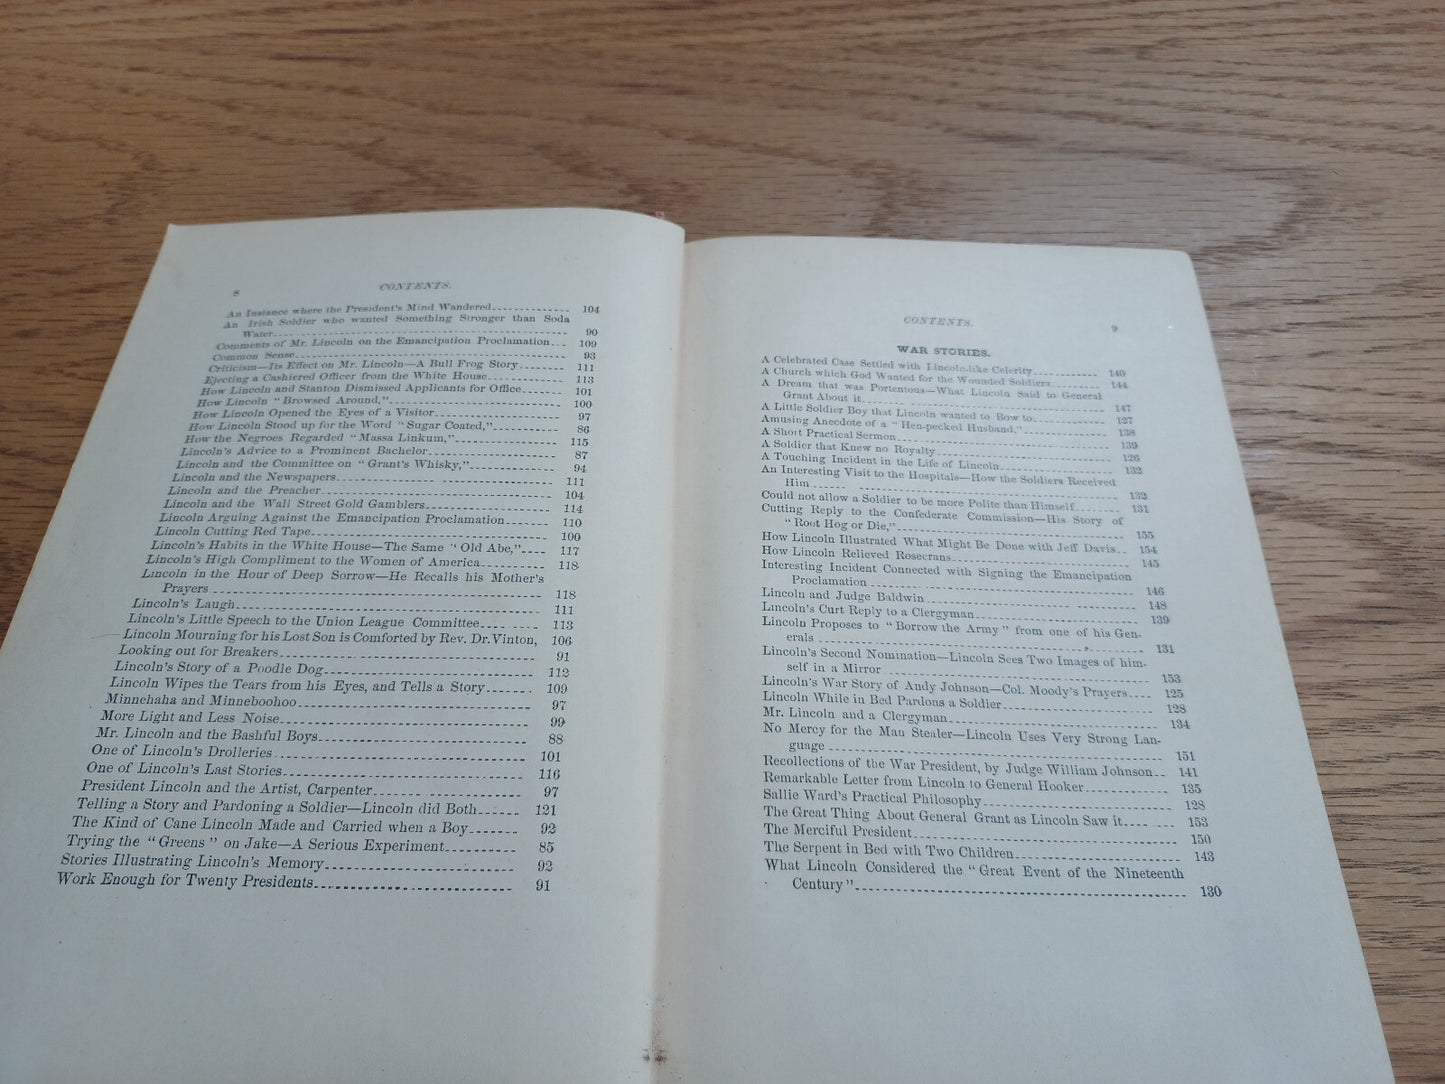 8 CONTENTS.
An Instance where the President's Mind Wandered 104
An Irish Soldier who wanted Something Stronger than Soda
Water 90
Comments of Mr. Lincoln on the Emancipation Proclamation 109
Common Sense 93
Criticism—Its Effect on Mr. Lincoln—A Bull Frog Story 111
Ejecting a Cashiered Officer from the White House 113
How Lincoln and Stanton Dismissed Applicants for Office 101
How Lincoln "Browsed Around," 100
How Lincoln Opened the Eyes of a Visitor 97
How Lincoln Stood up for the Word "Sugar Coated," 86
How the Negroes Regarded "Massa Linkum," 115
Lincoln's Advice to a Prominent Bachelor 87
Lincoln and the Committee on "Grant's Whisky," 94
Lincoln and the Newspapers 111
Lincoln and the Preacher 104
Lincoln and the Wall Street Gold Gamblers 114
Lincoln Arguing Against the Emancipation Proclamation 110
Lincoln Cutting Red Tape 100
Lincoln's Habits in the White House—The Same "Old Abe," 117
Lincoln's High Compliment to the Women of America 118
Lincoln in the Hour of Deep Sorrow—He Recalls his Mother's
Prayers 118
Lincoln's Laugh 111
Lincoln's Little Speech to the Union League Committee 113
Lincoln Mourning for his Lost Son is Comforted by Rev. Dr. Vinton, 106
Looking out for Breakers 91
Lincoln's Story of a Poodle Dog 112
Lincoln Wipes the Tears from his Eyes, and Tells a Story 109
Minnehaha and Minneboohoo 97
More Light and Less Noise 99
Mr. Lincoln and the Bashful Boys 88
One of Lincoln's Drolleries 101
One of Lincoln's Last Stories 116
President Lincoln and the Artist, Carpenter 97
Telling a Story and Pardoning a Soldier—Lincoln did Both 121
The Kind of Cane Lincoln Made and Carried when a Boy 92
Trying the "Greens" on Jake—A Serious Experiment 85
Stories Illustrating Lincoln's Memory 92
Work Enough for Twenty Presidents 91
CONTENTS. 9
WAR STORIES.
A Celebrated Case Settled with Lincoln-like Celerity 140
A Church which God Wanted for the Wounded Soldiers 144
A Dream that was Portentous—What Lincoln Said to General
Grant About it 147
A Little Soldier Boy that Lincoln wanted to Bow to 127
Amusing Anecdote of a "Hen-pecked Husband," 138
A Short Practical Sermon 139
A Soldier that Knew no Royalty 126
A Touching Incident in the Life of Lincoln 132
An Interesting Visit to the Hospitals—How the Soldiers Received
Him 132
Could not allow a Soldier to be more Polite than Himself 131
Cutting Reply to the Confederate Commission—His Story of
"Root Hog or Die," 155
How Lincoln Illustrated What Might Be Done with Jeff Davis 154
How Lincoln Relieved Rosecrans 145
Interesting Incident Connected with Signing the Emancipation
Proclamation 146
Lincoln and Judge Baldwin 148
Lincoln's Curt Reply to a Clergyman 139
Lincoln Proposes to "Borrow the Army" from one of his Gen-
erals 131
Lincoln's Second Nomination—Lincoln Sees Two Images of him-
self in a Mirror 153
Lincoln's War Story of Andy Johnson—Col. Moody's Prayers 125
Lincoln While in Bed Pardons a Soldier 128
Mr. Lincoln and a Clergyman 134
No Mercy for the Man Stealer—Lincoln Uses Very Strong Lan-
guage 151
Recollections of the War President, by Judge William Johnson 141
Remarkable Letter from Lincoln to General Hooker 135
Sallie Ward's Practical Philosophy 128
The Great Thing About General Grant as Lincoln Saw it 153
The Merciful President 150
The Serpent in Bed with Two Children 143
What Lincoln Considered the "Great Event of the Nineteenth
Century" 130